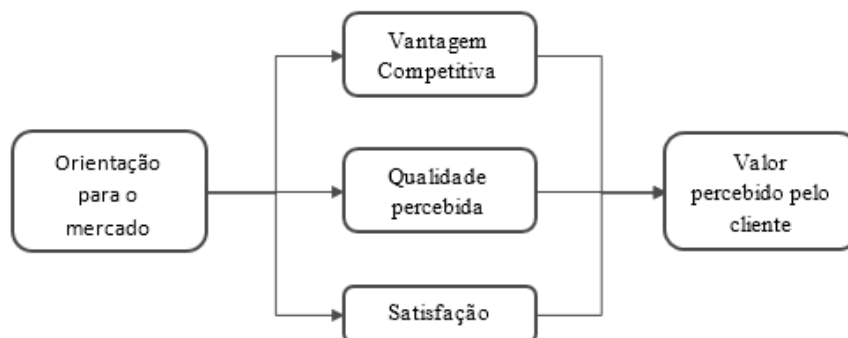 Vantagem
Competitiva
Orientação
para o
mercado
Qualidade
percebida
Valor
percebido pelo
cliente
Satisfação